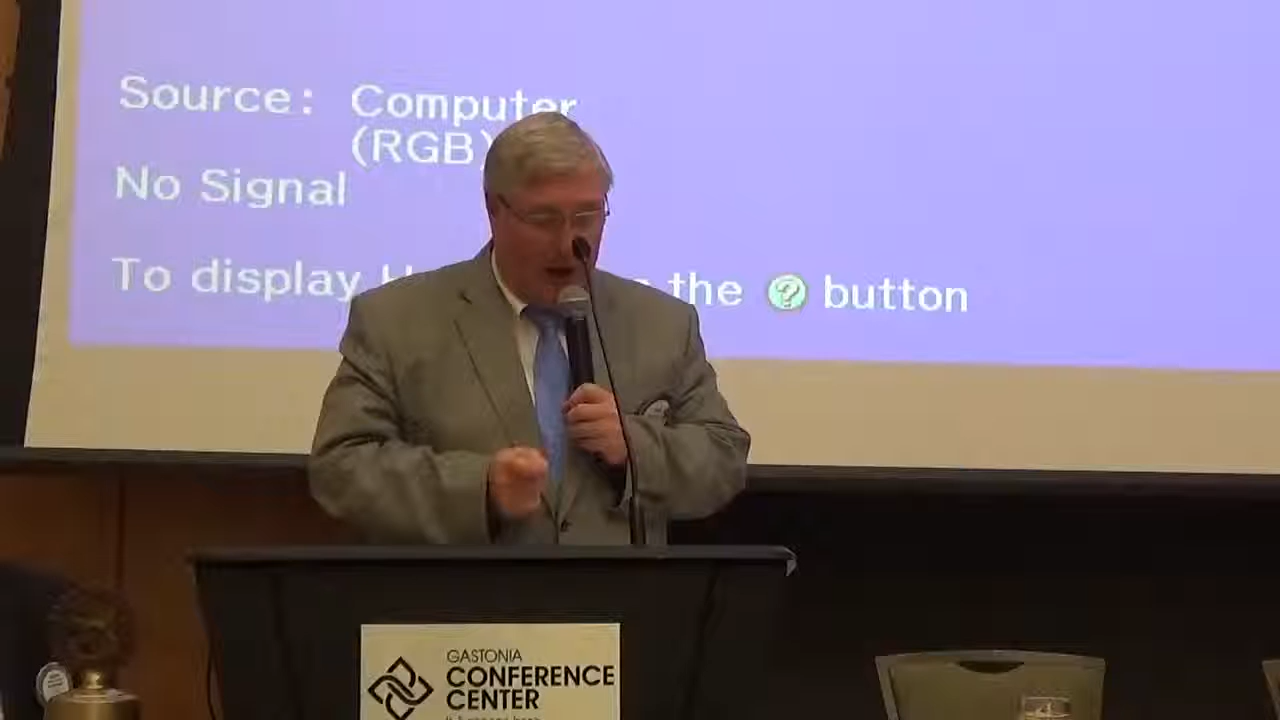 Source: Computer
(RGB)
No Signal
To display the button
GASTONIA
CONFERENCE
CENTER